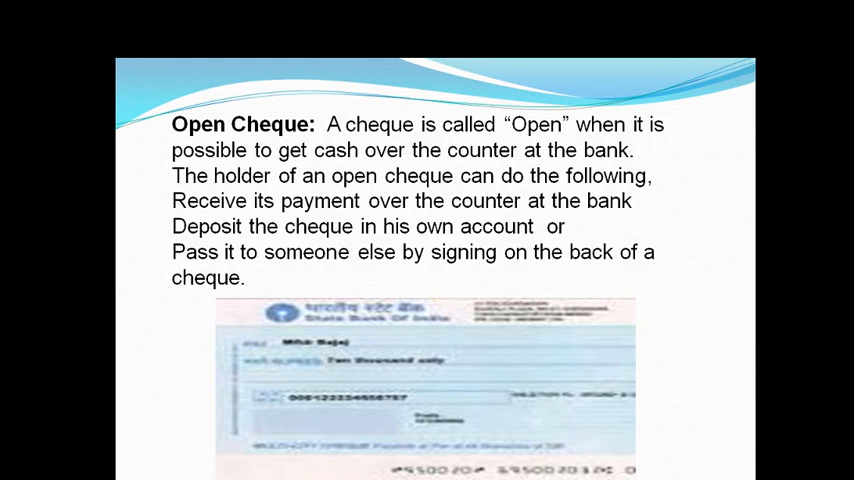 Open Cheque: A cheque is called “Open” when it is
possible to get cash over the counter at the bank.
The holder of an open cheque can do the following,
Receive its payment over the counter at the bank
Deposit the cheque in his own account or
Pass it to someone else by signing on the back of a
cheque.
भारतीय स्टेट बैंक
State Bank Of India
Mihir Bajaj
Ten thousand only